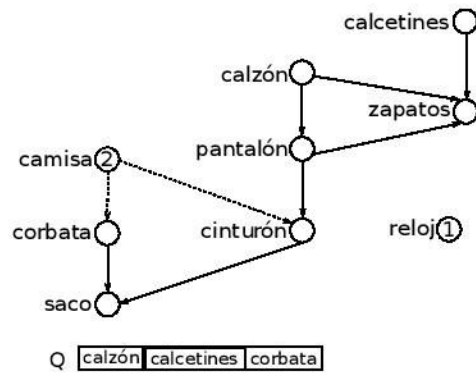 calcetines
calzón
zapatos
camisa 2
pantalón
corbata
cinturón
reloj 1
saco
Q calzón calcetines corbata